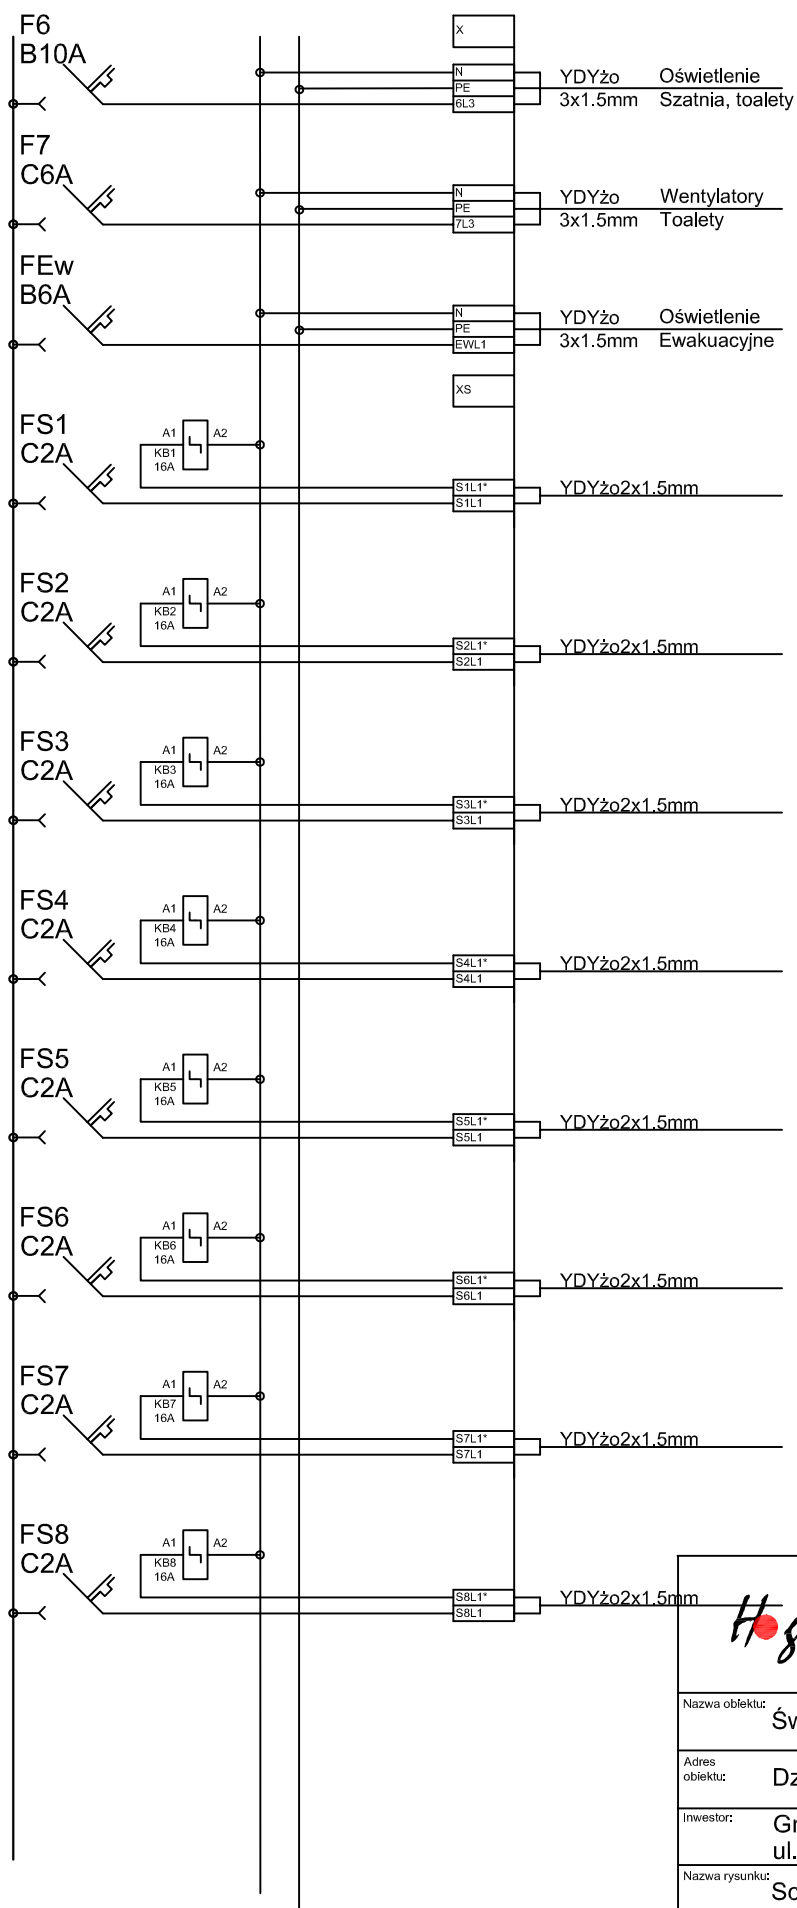 F6
B10A
X
N
PE
6L3
YDYżo Oświetlenie
3x1.5mm Szatnia, toalety
F7
C6A
N
PE
7L3
YDYżo Wentylatory
3x1.5mm Toalety
FEw
B6A
N
PE
EWL1
YDYżo Oświetlenie
3x1.5mm Ewakuacyjne
XS
FS1
C2A
A1 A2
KB1
16A
S1L1*
S1L1
YDYżo2x1.5mm
FS2
C2A
A1 A2
KB2
16A
S2L1*
S2L1
YDYżo2x1.5mm
FS3
C2A
A1 A2
KB3
16A
S3L1*
S3L1
YDYżo2x1.5mm
FS4
C2A
A1 A2
KB4
16A
S4L1*
S4L1
YDYżo2x1.5mm
FS5
C2A
A1 A2
KB5
16A
S5L1*
S5L1
YDYżo2x1.5mm
FS6
C2A
A1 A2
KB6
16A
S6L1*
S6L1
YDYżo2x1.5mm
FS7
C2A
A1 A2
KB7
16A
S7L1*
S7L1
YDYżo2x1.5mm
FS8
C2A
A1 A2
KB8
16A
S8L1*
S8L1
YDYżo2x1.5mm
Nazwa obiektu:
Adres
obiektu:
Inwestor:
ul.
Nazwa rysunku: